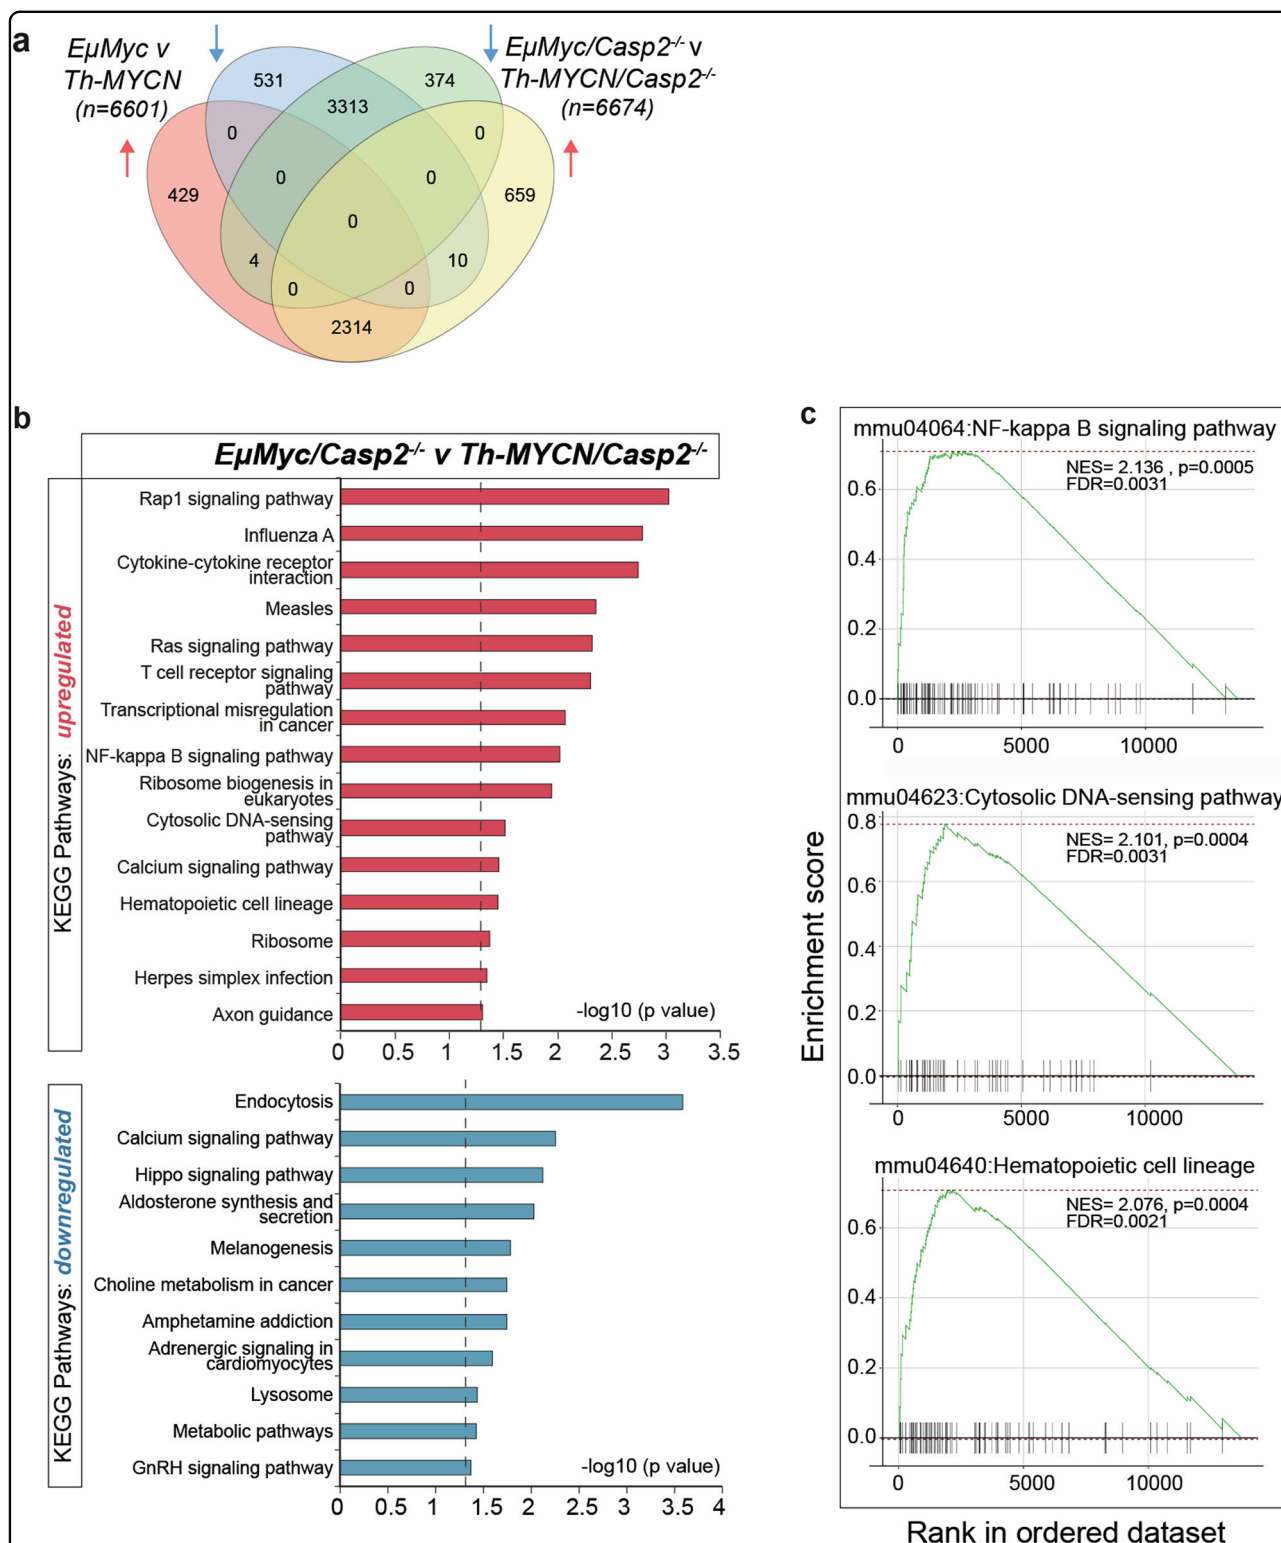 a
EμMyc v
Th-MYCN
(n=6601)
EμMyc/Casp2-/- v
Th-MYCN/Casp2-/-
(n=6674)
531
374
3313
0
0
429
0
0
659
0
4
10
0
0
2314
b
EμMyc/Casp2-/- v Th-MYCN/Casp2-/-
KEGG Pathways: upregulated
Rap1 signaling pathway
Influenza A
Cytokine-cytokine receptor
interaction
Measles
Ras signaling pathway
T cell receptor signaling
pathway
Transcriptional misregulation
in cancer
NF-kappa B signaling pathway
Ribosome biogenesis in
eukaryotes
Cytosolic DNA-sensing
pathway
Calcium signaling pathway
Hematopoietic cell lineage
Ribosome
Herpes simplex infection
Axon guidance
-log10 (p value)
0 0.5 1 1.5 2 2.5 3 3.5
KEGG Pathways: downregulated
Endocytosis
Calcium signaling pathway
Hippo signaling pathway
Aldosterone synthesis and
secretion
Melanogenesis
Choline metabolism in cancer
Amphetamine addiction
Adrenergic signaling in
cardiomyocytes
Lysosome
Metabolic pathways
GnRH signaling pathway
-log10 (p value)
0 0.5 1 1.5 2 2.5 3 3.5 4
c
Enrichment score
mmu04064:NF-kappa B signaling pathway
NES= 2.136 , p=0.0005
FDR=0.0031
0.6
0.4
0.2
0.0
0 5000 10000
mmu04623:Cytosolic DNA-sensing pathway
NES= 2.101, p=0.0004
FDR=0.0031
0.8
0.6
0.4
0.2
0.0
0 5000 10000
mmu04640:Hematopoietic cell lineage
NES= 2.076, p=0.0004
FDR=0.0021
0.6
0.4
0.2
0.0
0 5000 10000
Rank in ordered dataset